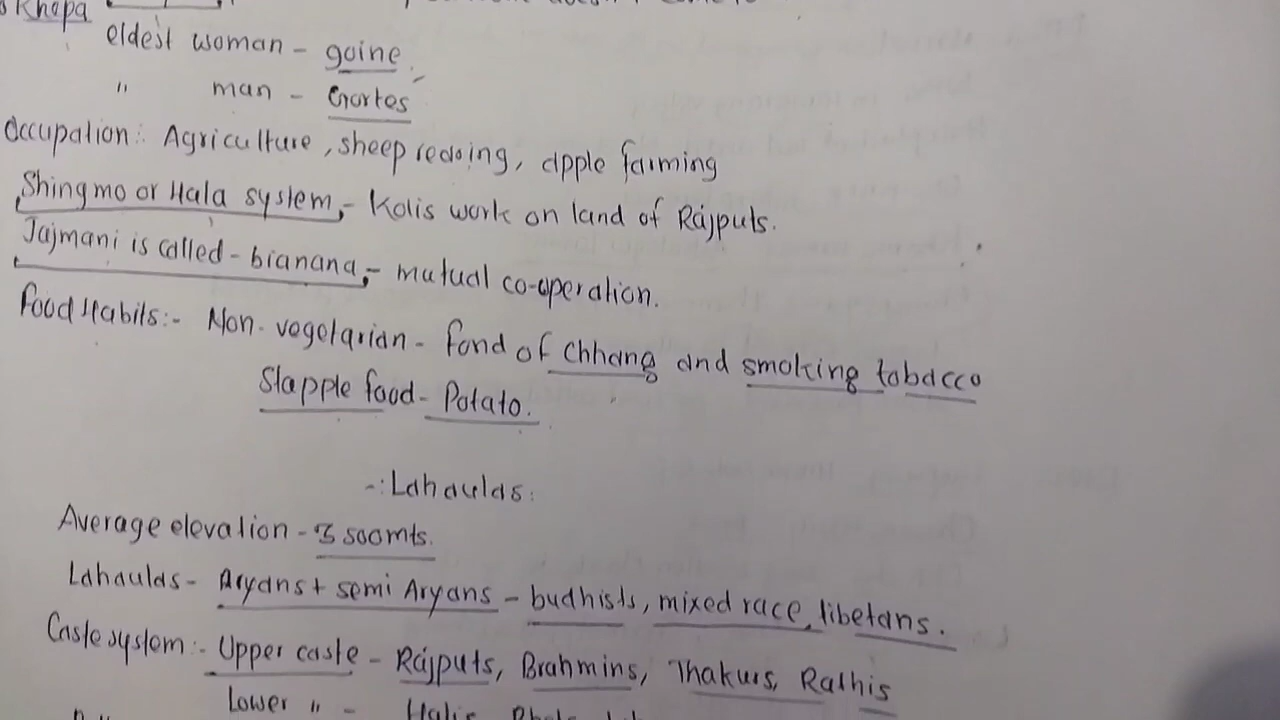 Khapa
eldest woman - goine
" man - Gortes
Occupation: Agriculture, sheep redoing, apple farming
Shingmo or Hala system, - Kolis work on land of Rajputs.
Jajmani is called - bianana, - mutual co-operation.
Food Habits:- Non-vegetarian - fond of chhang and smoking tobacco
Stapple food - Potato.
-: Lahaulas:
Average elevation - 3500mts.
Lahaulas - Aryans + semi Aryans - budhists, mixed race, tibetans.
Caste system:- Upper caste - Rajputs, Brahmins, Thakurs, Rathis
Lower " -